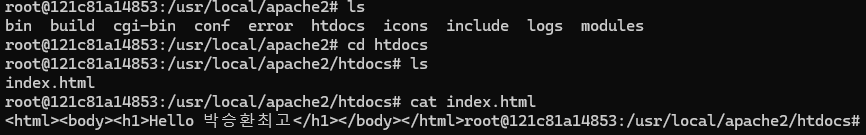 root@121c81a14853:/usr/local/apache2# ls
bin  build  cgi-bin  conf  error  htdocs  icons  include  logs  modules
root@121c81a14853:/usr/local/apache2# cd htdocs
root@121c81a14853:/usr/local/apache2/htdocs# ls
index.html
root@121c81a14853:/usr/local/apache2/htdocs# cat index.html
<html><body><h1>Hello 박승환최고</h1></body></html>root@121c81a14853:/usr/local/apache2/htdocs#